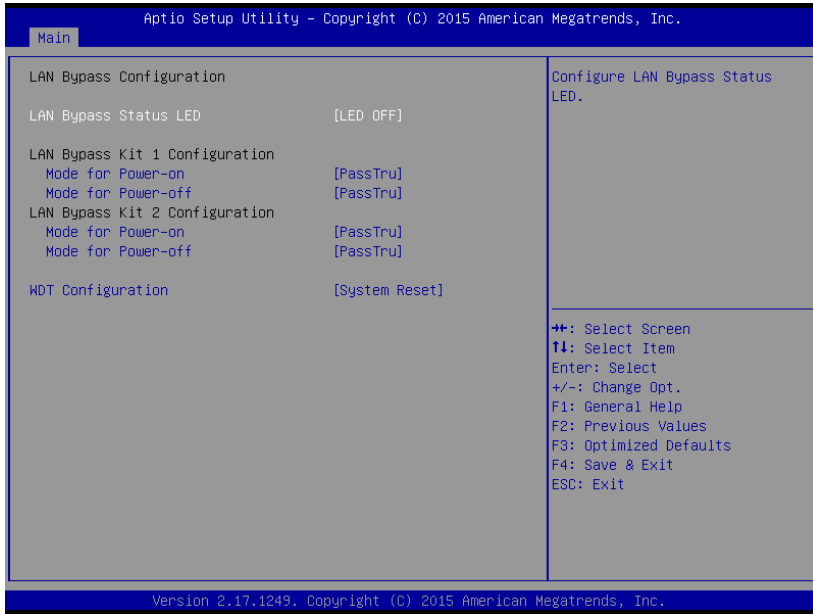 Aptio Setup Utility – Copyright (C) 2015 American Megatrends, Inc.
Main
LAN Bypass Configuration
LAN Bypass Status LED [LED OFF]
LAN Bypass Kit 1 Configuration
Mode for Power-on [PassTru]
Mode for Power-off [PassTru]
LAN Bypass Kit 2 Configuration
Mode for Power-on [PassTru]
Mode for Power-off [PassTru]
WDT Configuration [System Reset]
Configure LAN Bypass Status
LED.
→←: Select Screen
↑↓: Select Item
Enter: Select
+/-: Change Opt.
F1: General Help
F2: Previous Values
F3: Optimized Defaults
F4: Save & Exit
ESC: Exit
Version 2.17.1249. Copyright (C) 2015 American Megatrends, Inc.